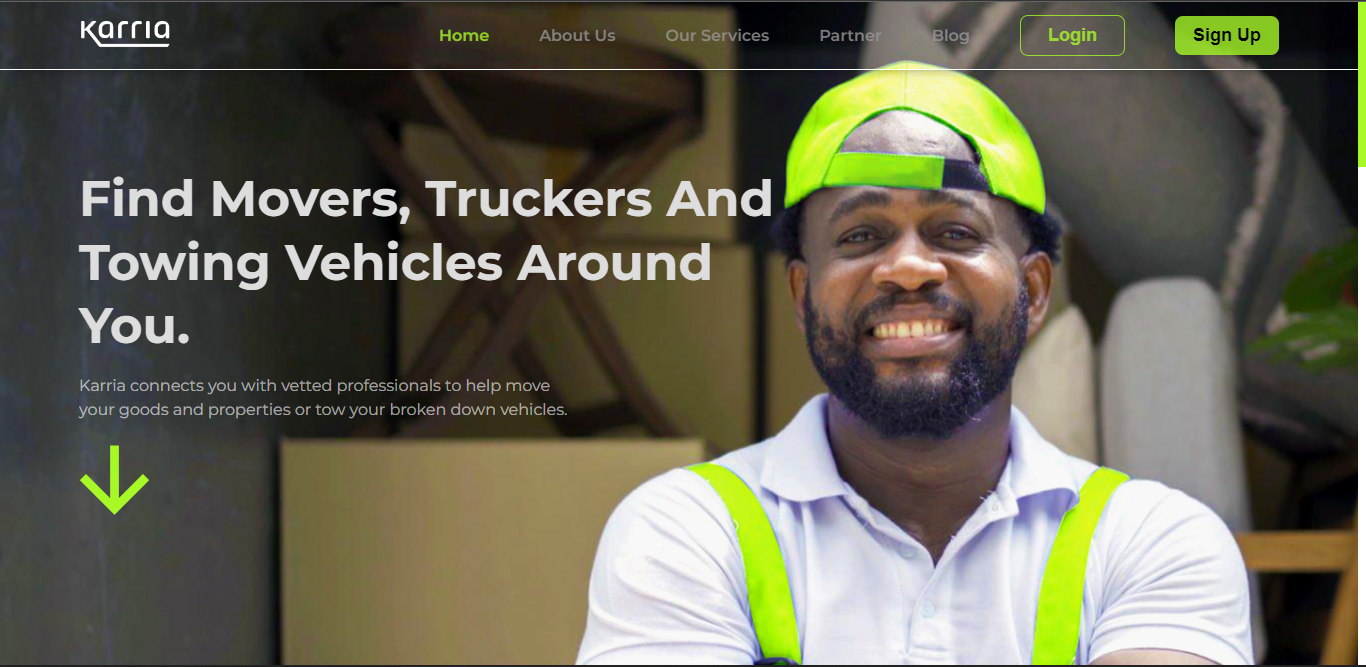 Karria
Home
About Us
Our Services
Partner
Blog
Login
Sign Up
Find Movers, Truckers And
Towing Vehicles Around
You.
Karria connects you with vetted professionals to help move
your goods and properties or tow your broken down vehicles.